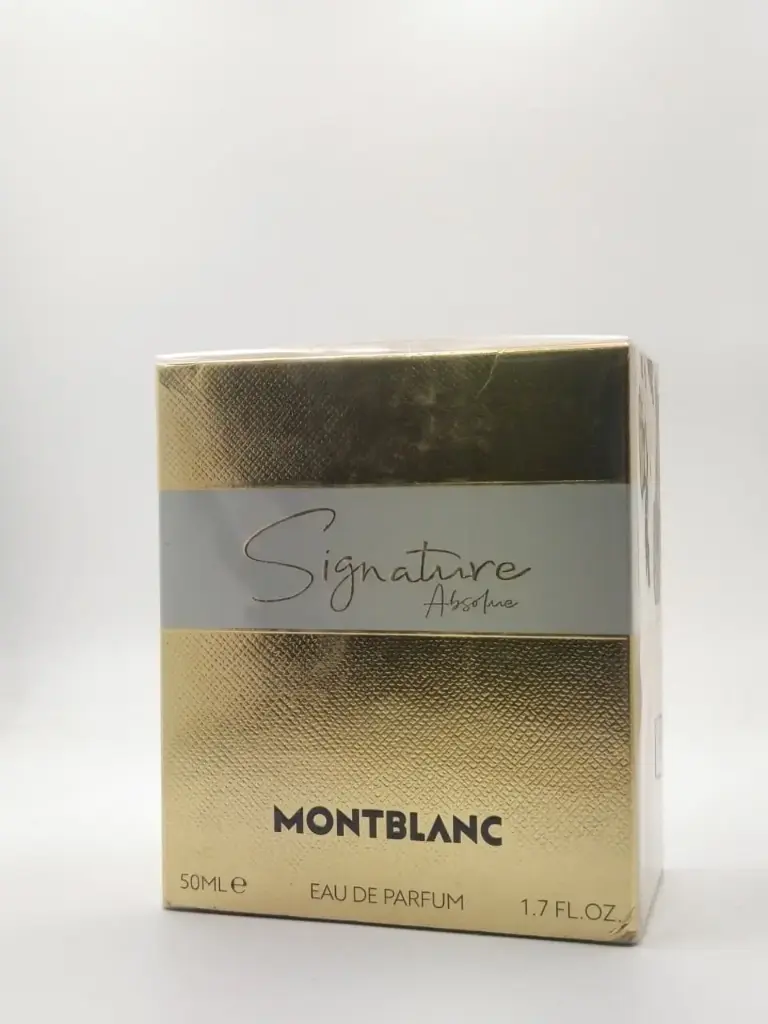 Signature
Absolue
MONTBLANC
50ML℮
EAU DE PARFUM
1.7 FL.OZ.